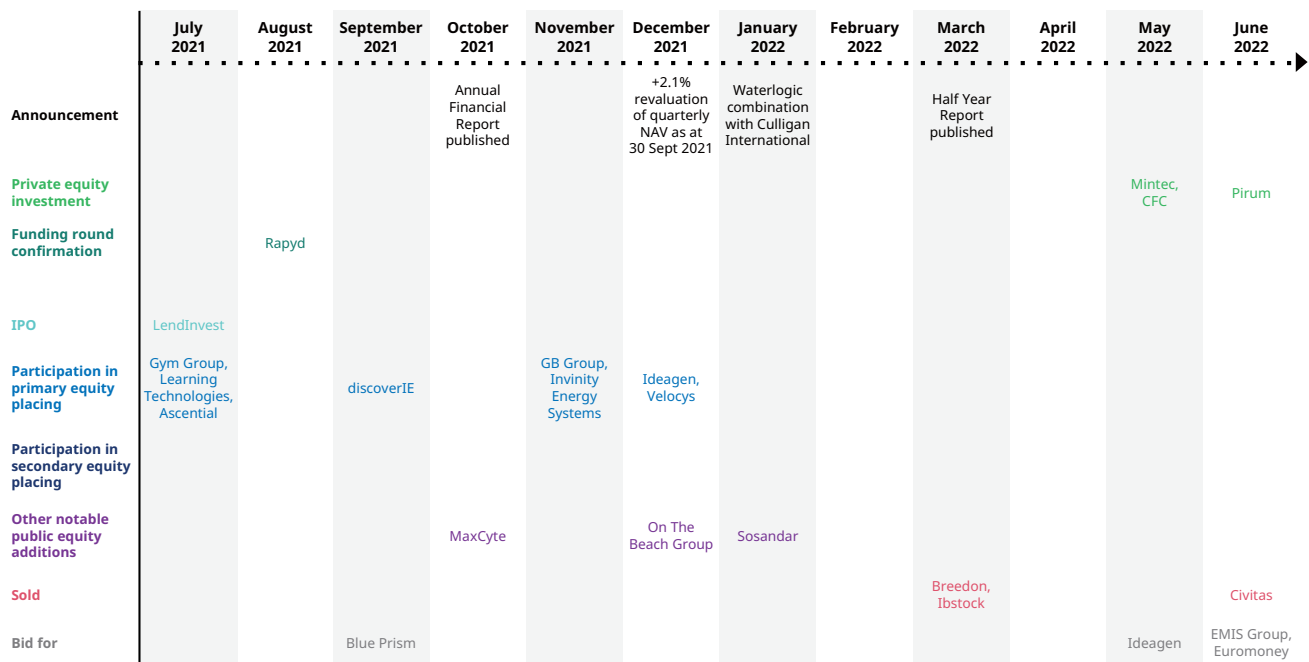 July
2021
August
2021
September
2021
October
2021
November
2021
December
2021
January
2022
February
2022
March
2022
April
2022
May
2022
June
2022
Announcement
Annual
Financial
Report
published
+2.1%
revaluation
of quarterly
NAV as at
30 Sept 2021
Waterlogic
combination
with Culligan
International
Half Year
Report
published
Private equity
investment
Mintec,
CFC
Pirum
Funding round
confirmation
Rapyd
IPO
LendInvest
Participation in
primary equity
placing
Gym Group,
Learning
Technologies,
Ascential
discoverIE
GB Group,
Invinity
Energy
Systems
Ideagen,
Velocys
Participation in
secondary equity
placing
Other notable
public equity
additions
MaxCyte
On The
Beach Group
Sosandar
Sold
Breedon,
Ibstock
Civitas
Bid for
Blue Prism
Ideagen
EMIS Group,
Euromoney